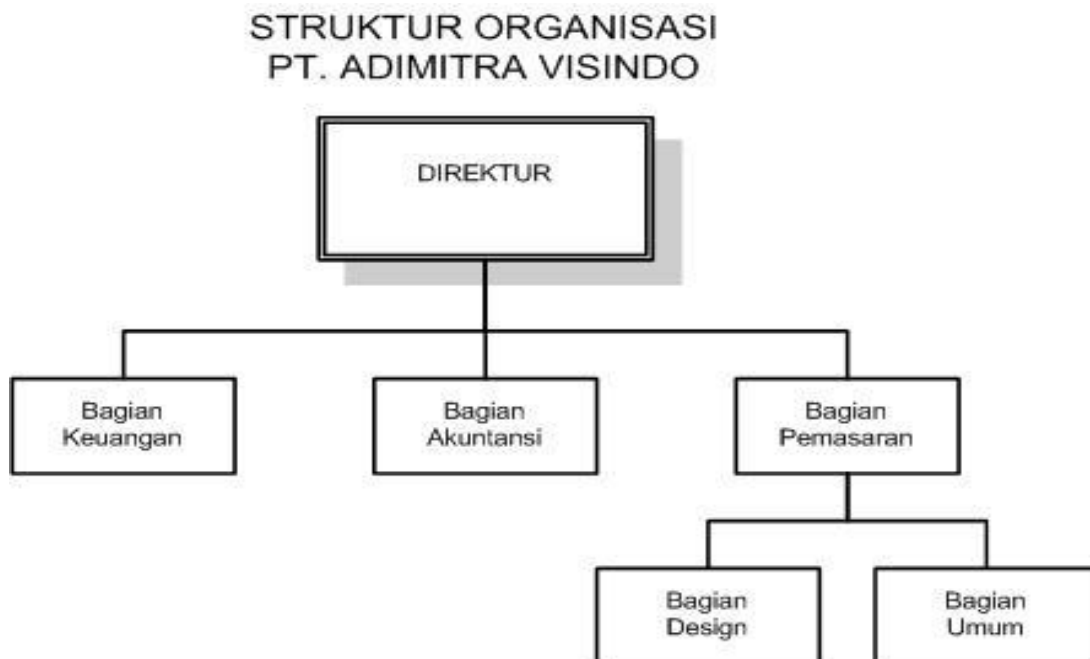 STRUKTUR ORGANISASI
PT. ADIMITRA VISINDO
DIREKTUR
Bagian
Keuangan
Bagian
Akuntansi
Bagian
Pemasaran
Bagian
Design
Bagian
Umum